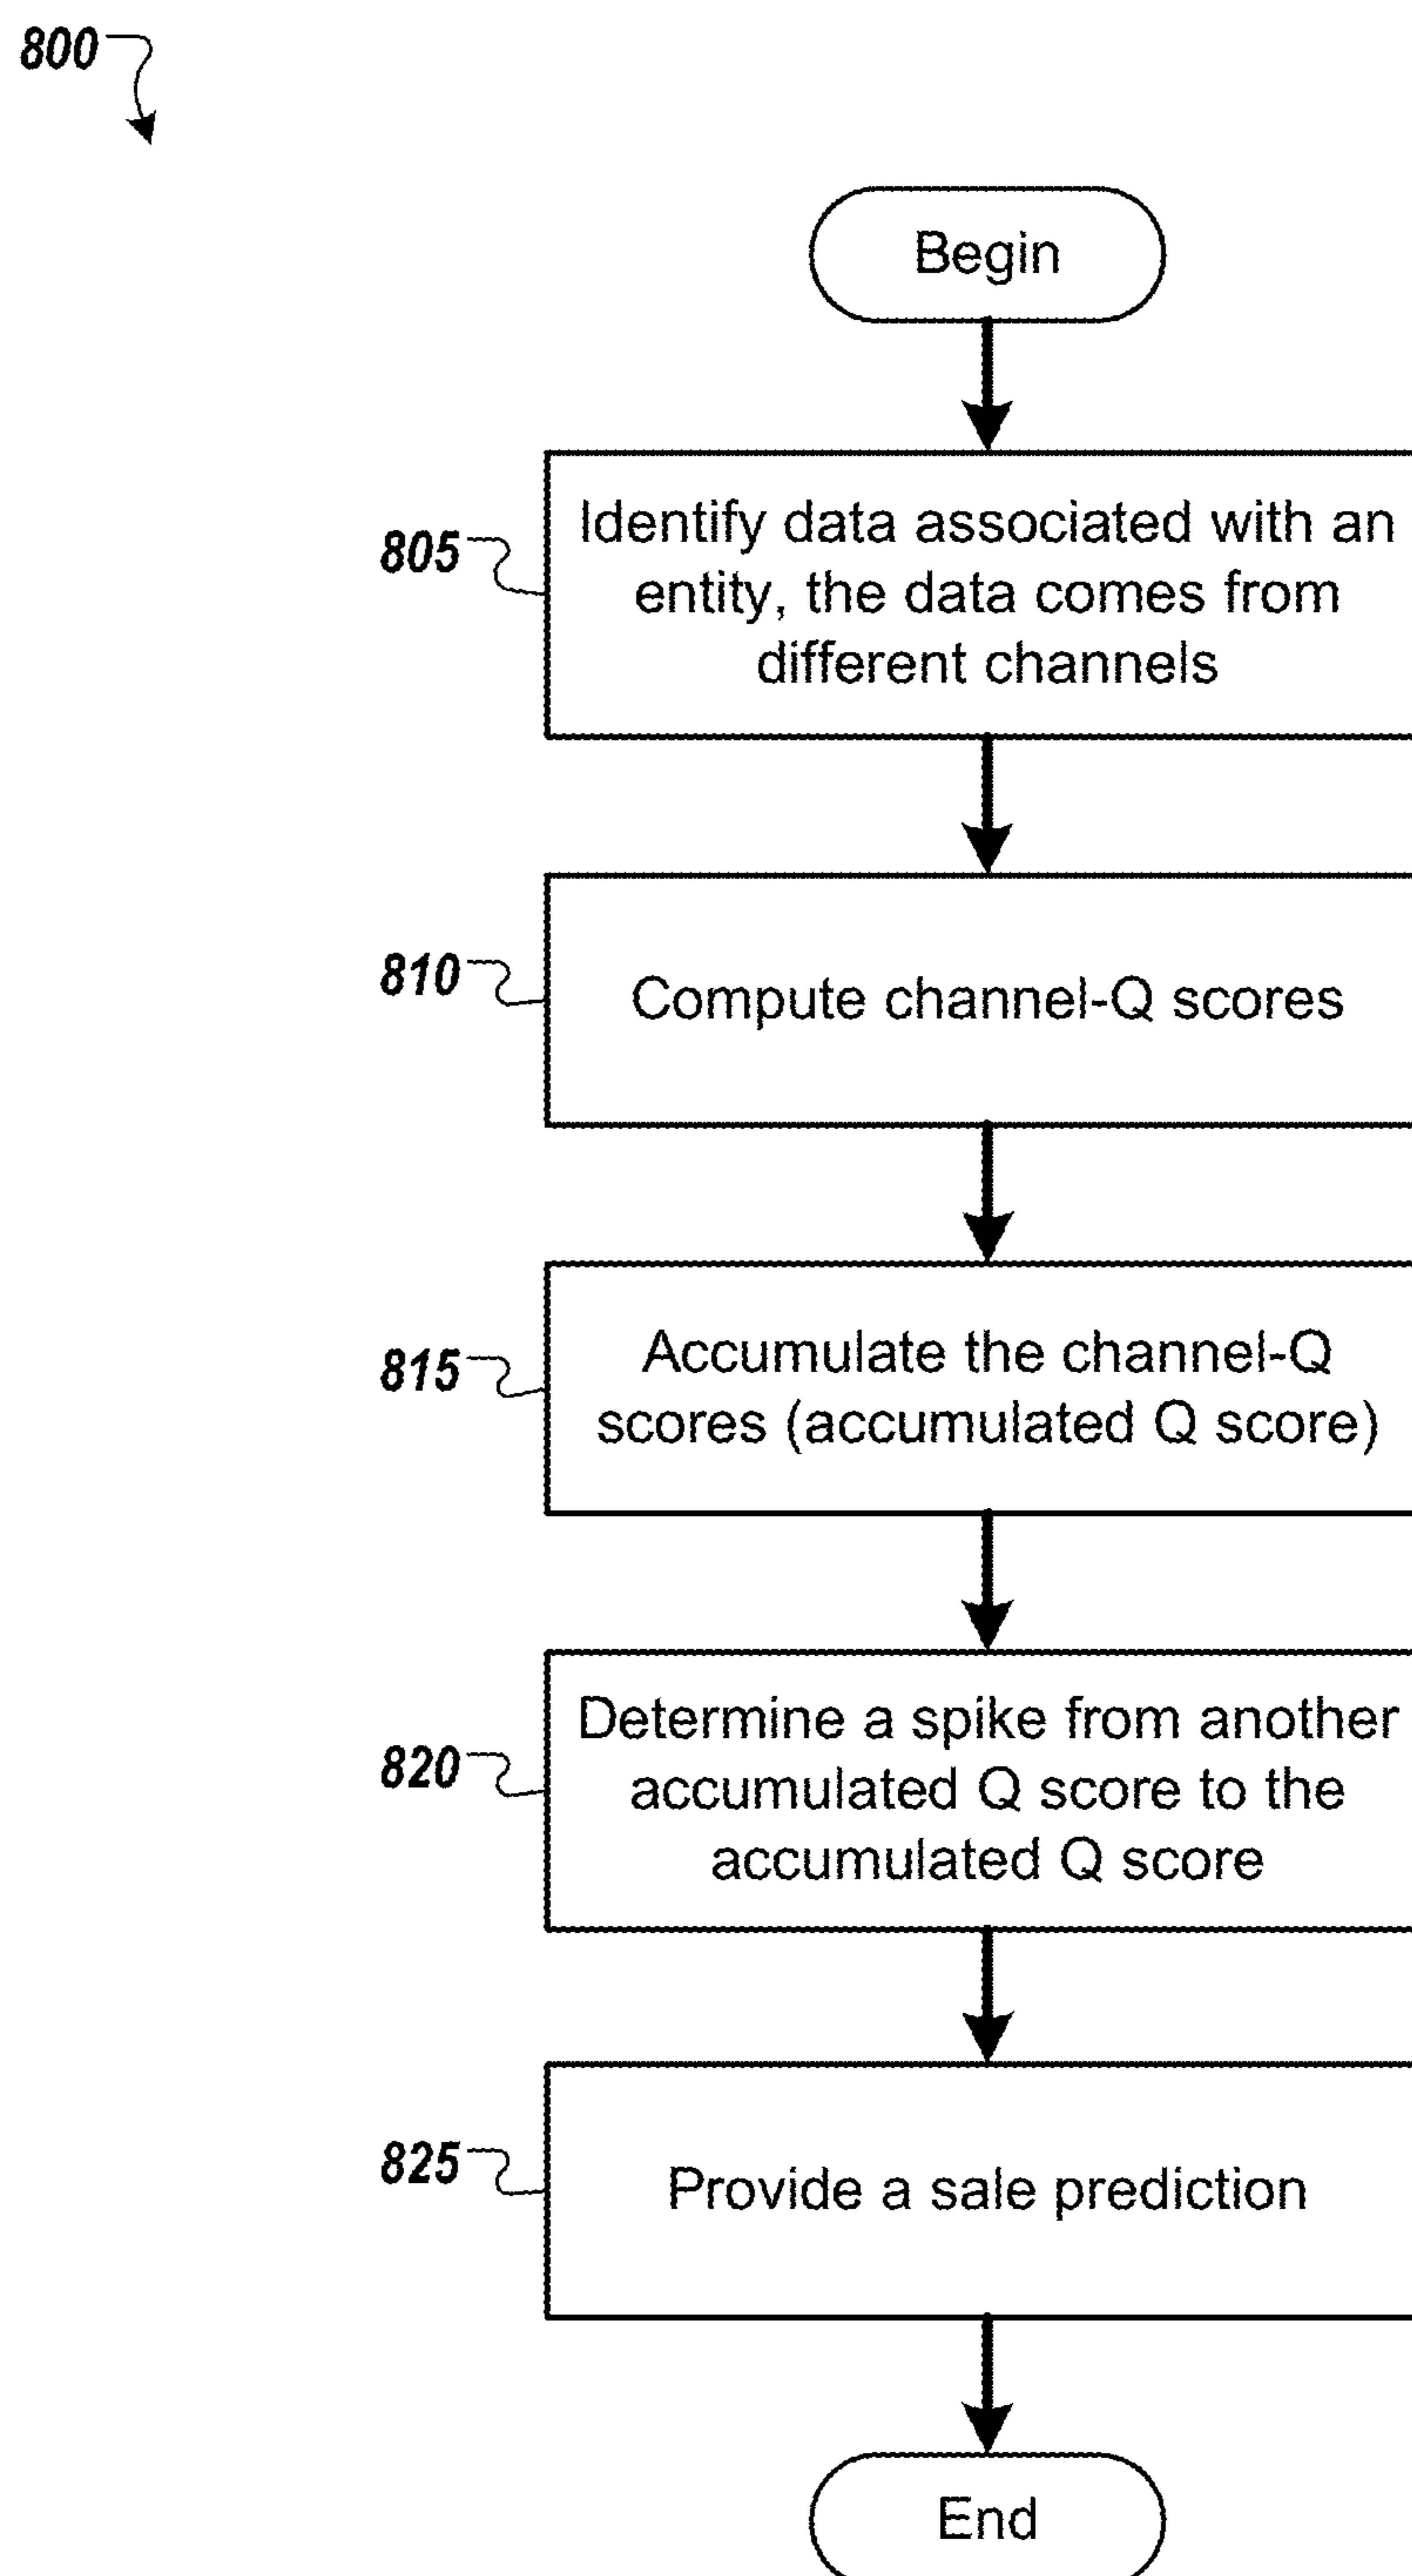 800
Begin
805
Identify data associated with an
entity, the data comes from
different channels
810
Compute channel-Q scores
815
Accumulate the channel-Q
scores (accumulated Q score)
820
Determine a spike from another
accumulated Q score to the
accumulated Q score
825
Provide a sale prediction
End